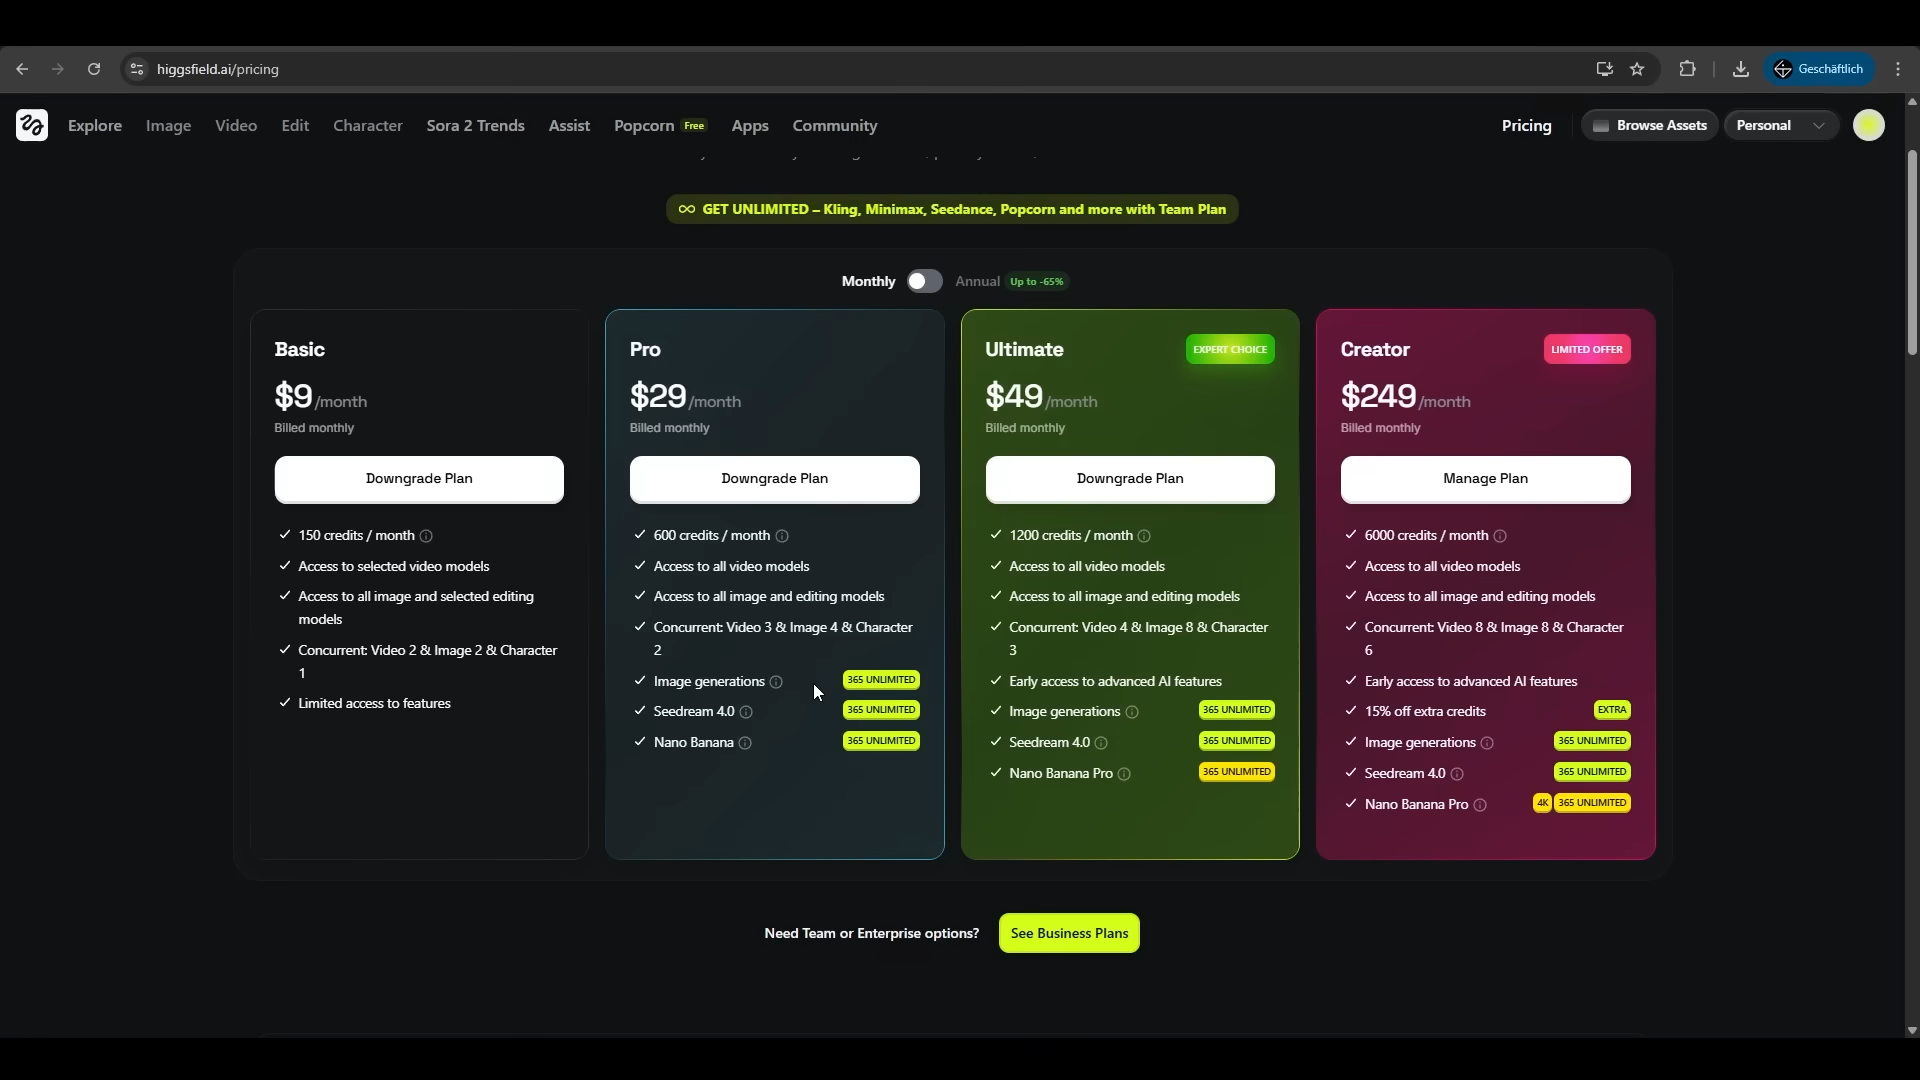 higgsfield.ai/pricing
Geschäftlich
Explore
Image
Video
Edit
Character
Sora 2 Trends
Assist
Popcorn Free
Apps
Community
Pricing
Browse Assets
Personal
GET UNLIMITED – Kling, Minimax, Seedance, Popcorn and more with Team Plan
Monthly
Annual Up to -65%
Basic
$9/month
Billed monthly
Downgrade Plan
150 credits / month
Access to selected video models
Access to all image and selected editing
models
Concurrent: Video 2 & Image 2 & Character
1
Limited access to features
Pro
$29/month
Billed monthly
Downgrade Plan
600 credits / month
Access to all video models
Access to all image and editing models
Concurrent: Video 3 & Image 4 & Character
2
Image generations 365 UNLIMITED
Seedream 4.0 365 UNLIMITED
Nano Banana 365 UNLIMITED
Ultimate EXPERT CHOICE
$49/month
Billed monthly
Downgrade Plan
1200 credits / month
Access to all video models
Access to all image and editing models
Concurrent: Video 4 & Image 8 & Character
3
Early access to advanced AI features
Image generations 365 UNLIMITED
Seedream 4.0 365 UNLIMITED
Nano Banana Pro 365 UNLIMITED
Creator LIMITED OFFER
$249/month
Billed monthly
Manage Plan
6000 credits / month
Access to all video models
Access to all image and editing models
Concurrent: Video 8 & Image 8 & Character
6
Early access to advanced AI features
15% off extra credits EXTRA
Image generations 365 UNLIMITED
Seedream 4.0 365 UNLIMITED
Nano Banana Pro 4K 365 UNLIMITED
Need Team or Enterprise options?
See Business Plans